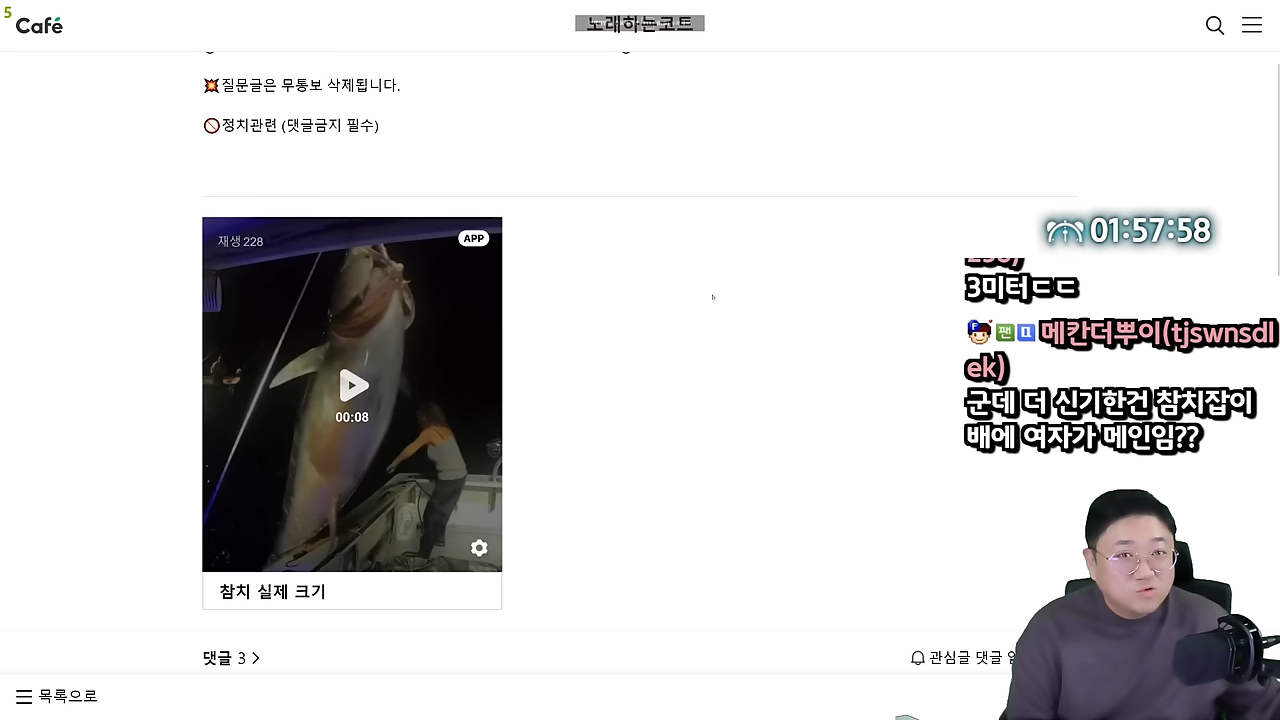 5
Café
노래하는코트
💥질문글은 무통보 삭제됩니다.
🚫정치관련 (댓글금지 필수)
재생 228
APP
00:08
참치 실제 크기
01:57:58
3미터ㄷㄷ
팬 메칸더뿌이(tjswnsdl
ek)
군데 더 신기한건 참치잡이
배에 여자가 메인임??
댓글 3
관심글 댓글
목록으로